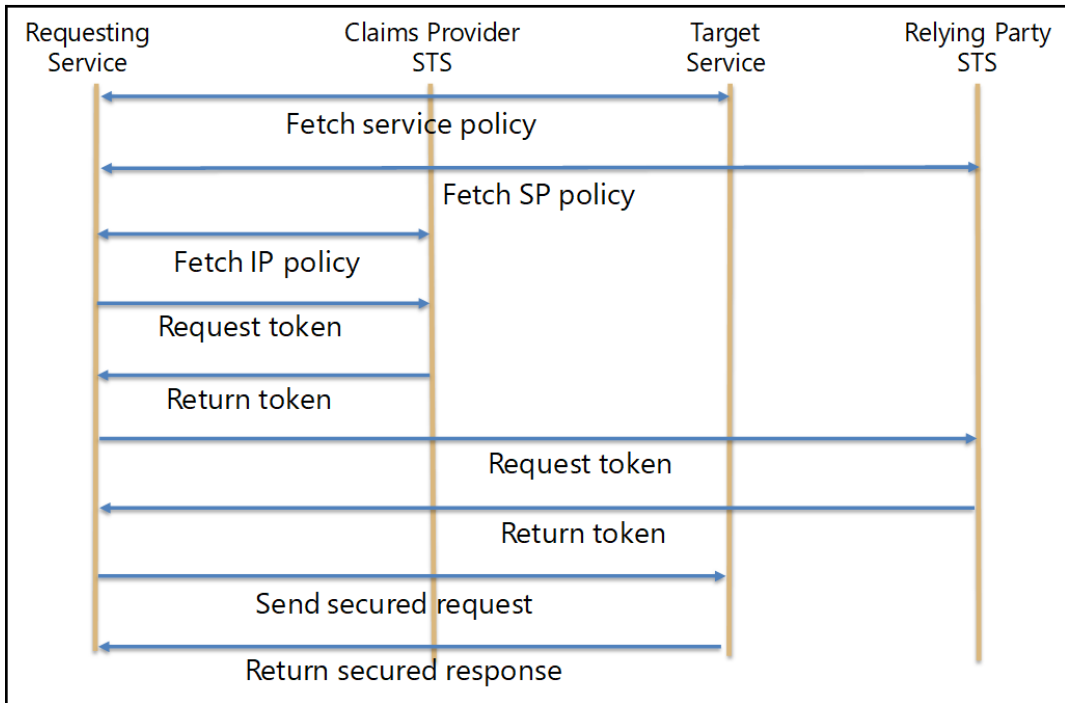 Requesting
Service
Claims Provider
STS
Target
Service
Relying Party
STS
Fetch service policy
Fetch SP policy
Fetch IP policy
Request token
Return token
Request token
Return token
Send secured request
Return secured response